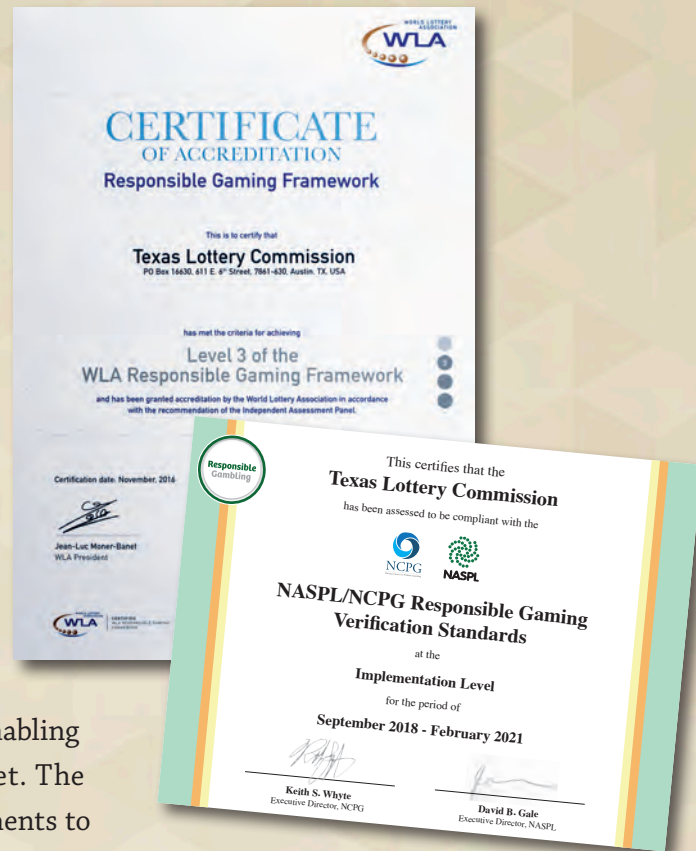 WORLD LOTTERY
ASSOCIATION
WLA
CERTIFICATE
OF ACCREDITATION
Responsible Gaming Framework
This is to certify that
Texas Lottery Commission
PO Box 16630, 611 E. 6th Street, 7861-630, Austin, TX, USA
has met the criteria for achieving
Level 3 of the
WLA Responsible Gaming Framework
and has been granted accreditation by the World Lottery Association in accordance
with the recommendation of the Independent Assessment Panel.
3
Certification date: November, 2016
Jean-Luc Moner-Banet
WLA President
WLA
Responsible
Gambling
This certifies that the
Texas Lottery Commission
has been assessed to be compliant with the
NCPG
NASPL
NASPL/NCPG Responsible Gaming
Verification Standards
at the
Implementation Level
for the period of
September 2018 - February 2021
Keith S. Whyte
Executive Director, NCPG
David B. Gale
Executive Director, NASPL
nabling
et. The
nents to